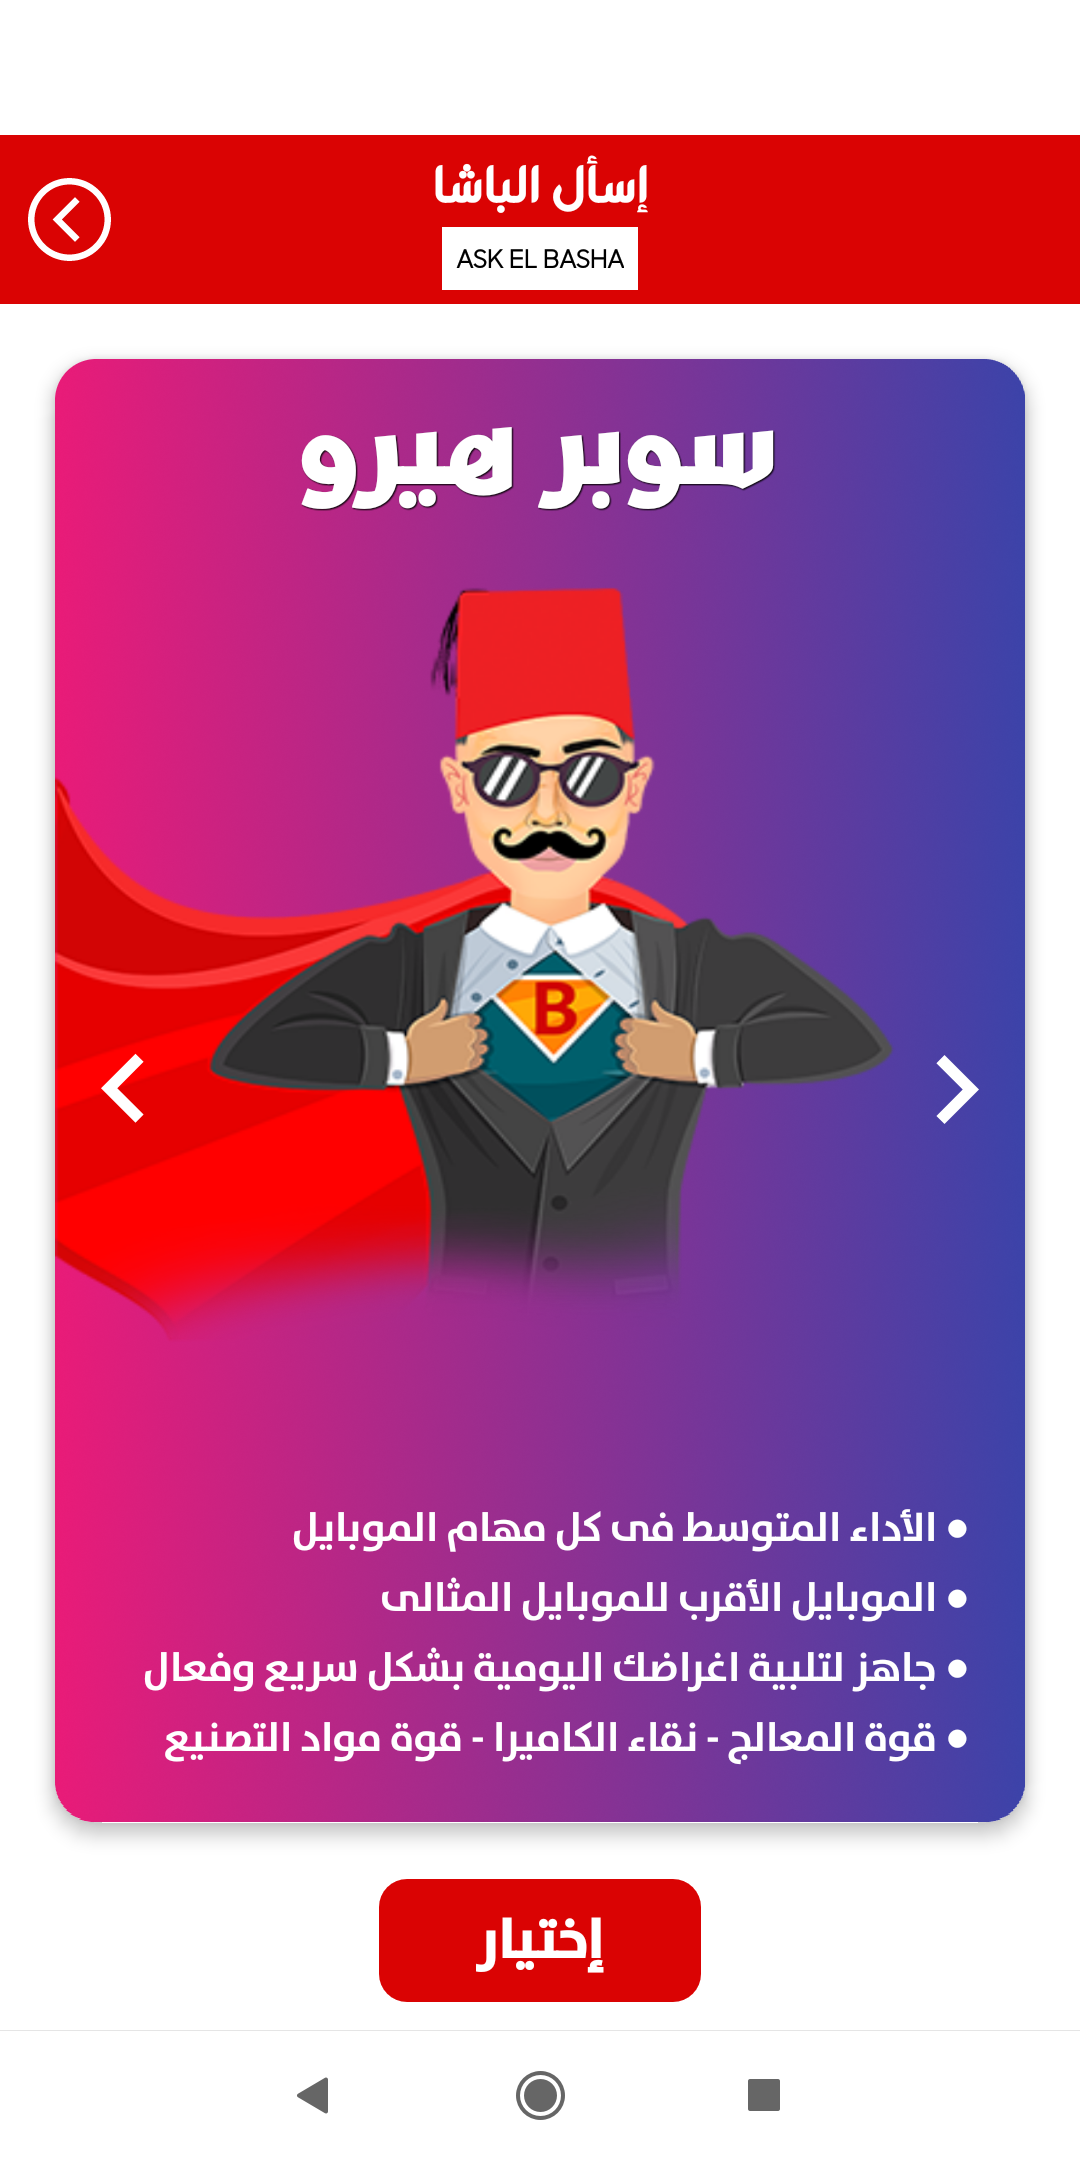 إسأل الباشا
ASK EL BASHA
سوبر هيرو
B
● الأداء المتوسط فى كل مهام الموبايل
● الموبايل الأقرب للموبايل المثالى
● جاهز لتلبية اغراضك اليومية بشكل سريع وفعال
● قوة المعالج - نقاء الكاميرا - قوة مواد التصنيع
إختيار